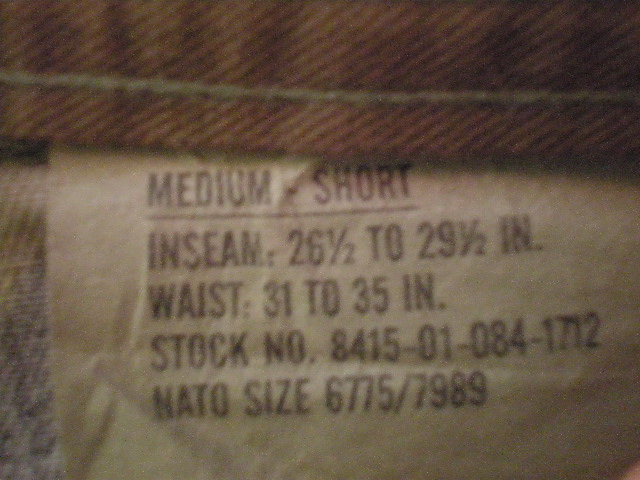 MEDIUM - SHORT
INSEAM: 26½ TO 29½ IN.
WAIST: 31 TO 35 IN.
STOCK NO. 8415-01-084-1712
NATO SIZE 6775/7989